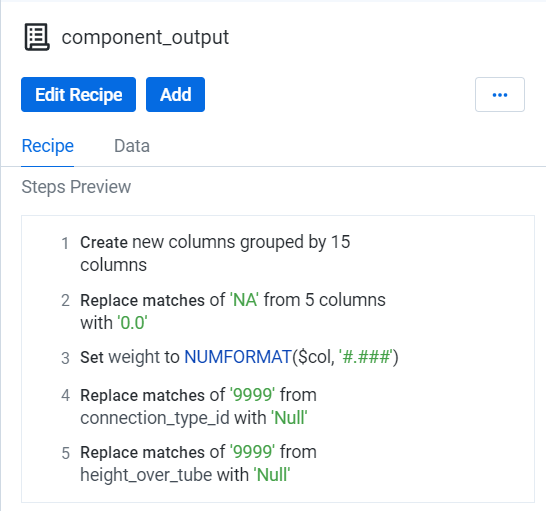 component_output
Edit Recipe
Add
...
Recipe
Data
Steps Preview
1 Create new columns grouped by 15
columns
2 Replace matches of 'NA' from 5 columns
with '0.0'
3 Set weight to NUMFORMAT($col, '#.###')
4 Replace matches of '9999' from
connection_type_id with 'Null'
5 Replace matches of '9999' from
height_over_tube with 'Null'